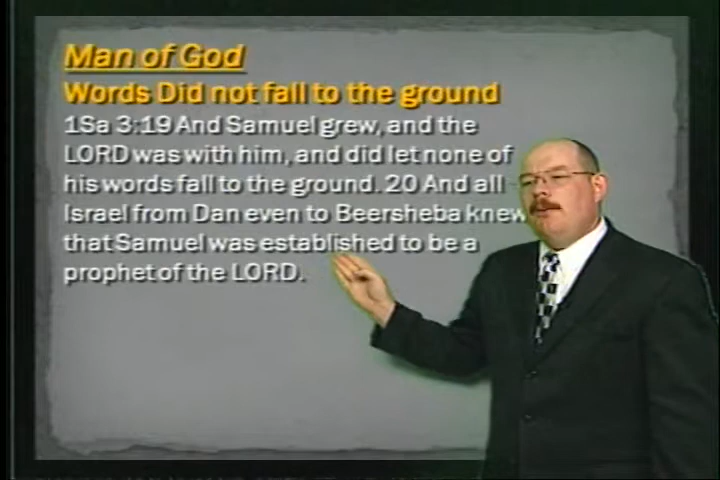 Man of God
Words Did not fall to the ground
1Sa 3:19 And Samuel grew, and the
LORD was with him, and did let none of
his words fall to the ground. 20 And all
Israel from Dan even to Beersheba knew
that Samuel was established to be a
prophet of the LORD.